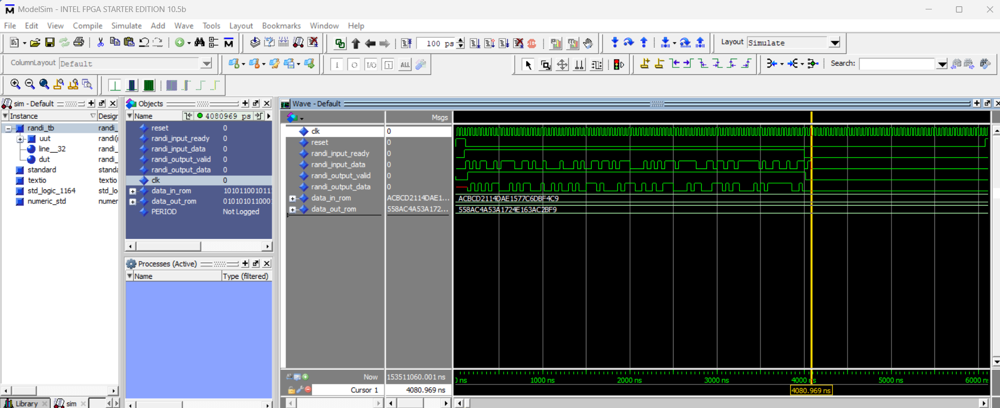 ModelSim - INTEL FPGA STARTER EDITION 10.5b
File Edit View Compile Simulate Add Wave Tools Layout Bookmarks Window Help
100 ps
Layout Simulate
ColumnLayout Default
ALL
Search:
sim - Default
Instance Desigr
randi_tb randi_
uut randi(
line__32 randi_
dut randi_
standard standa
textio textio
std_logic_1164 std_lo
numeric_std numer
Library
sim
Objects
Name 4080969 ps
reset 0
randi_input_ready 0
randi_input_data 0
randi_output_valid 0
randi_output_data 0
clk 0
data_in_rom 1010110010111
data_out_rom 0101010110001
PERIOD Not Logged
Processes (Active)
Name Type (filtered)
Wave - Default
Msgs
clk 0
reset 0
randi_input_ready 0
randi_input_data 0
randi_output_valid 0
randi_output_data 0
data_in_rom ACBCD2114DAE1... ACBCD2114DAE1577C6DBF4C9
data_out_rom 558AC4A53A172... 558AC4A53A1724E163AC2BF9
Now 153511060.001 ns
1000 ns 2000 ns 3000 ns 4000 ns 5000 ns 6000 n
Cursor 1 4080.969 ns
4080.969 ns